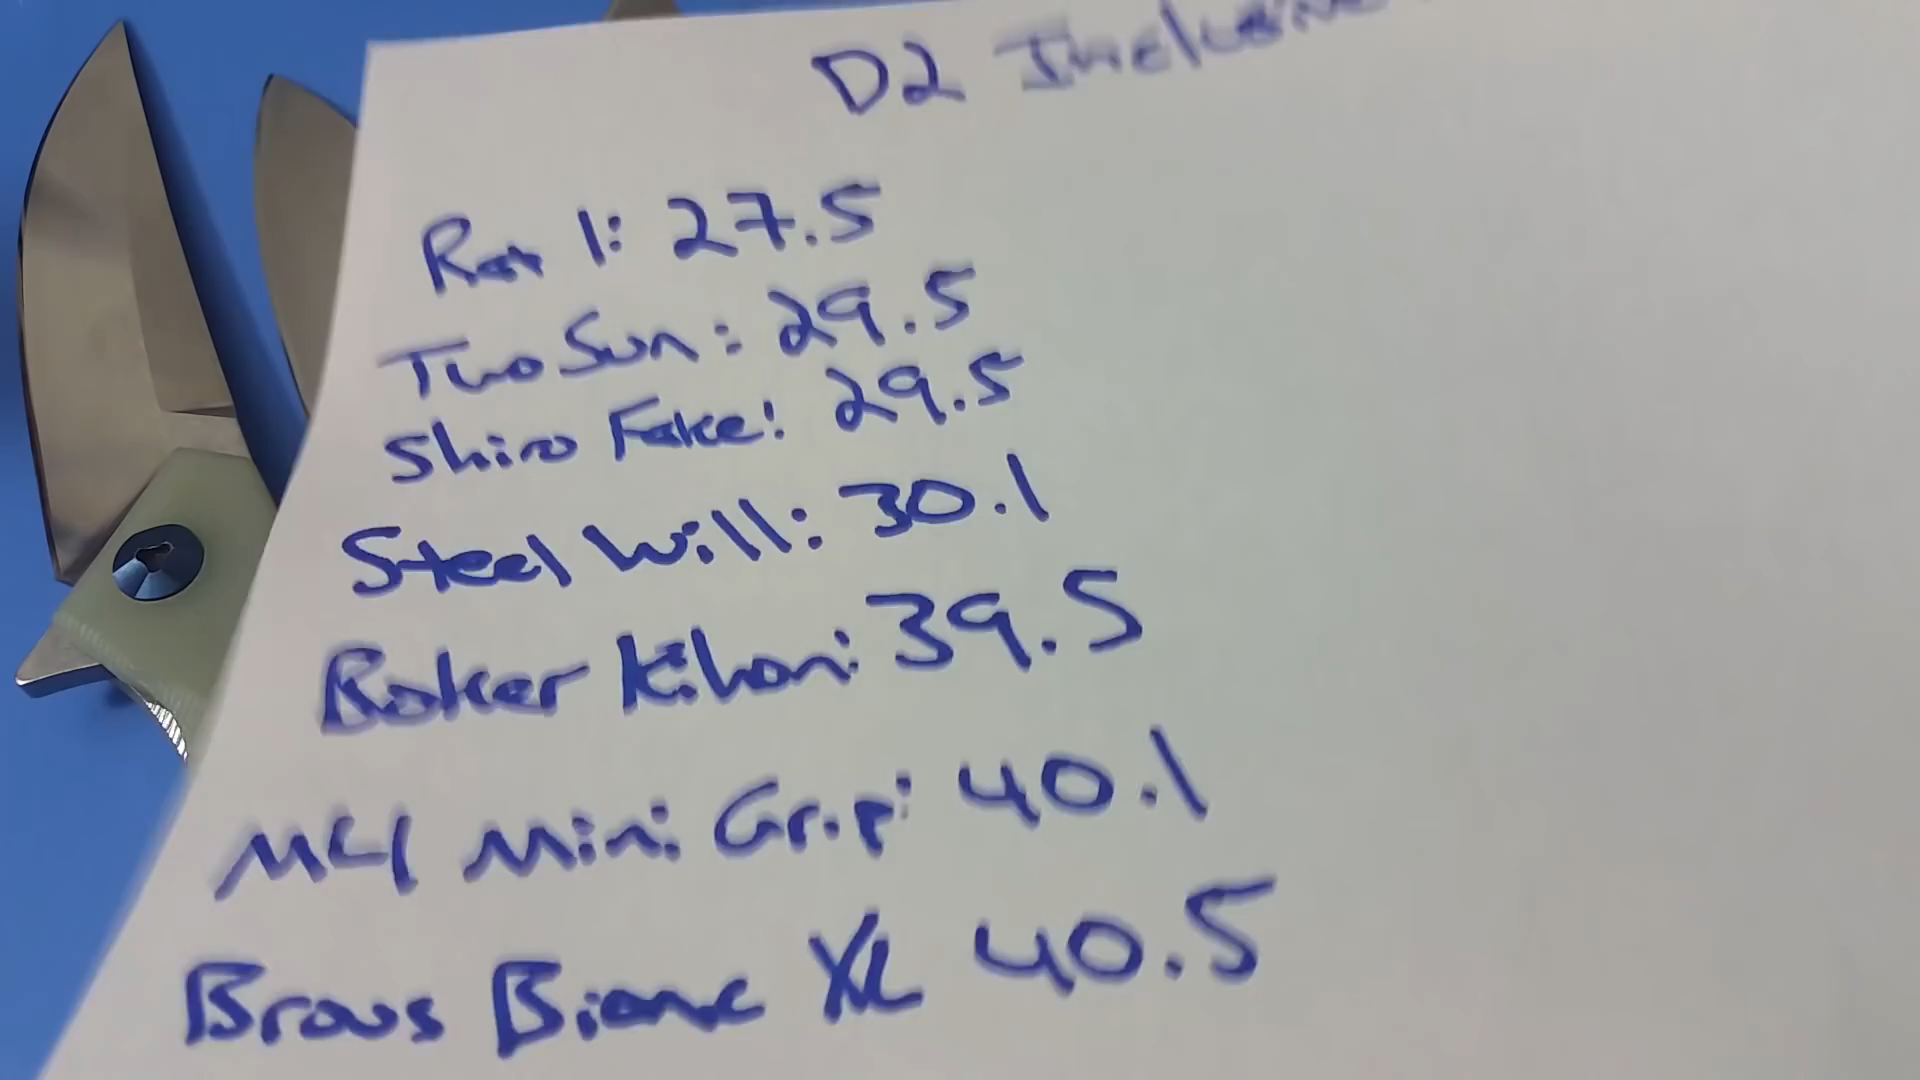 D2
Rat 1: 27.5
Two Sun: 29.5
Shiro Fake: 29.5
Steel Will: 30.1
Boker Kihon: 39.5
M4 Mini Grip: 40.1
Brous Bionic XL 40.5